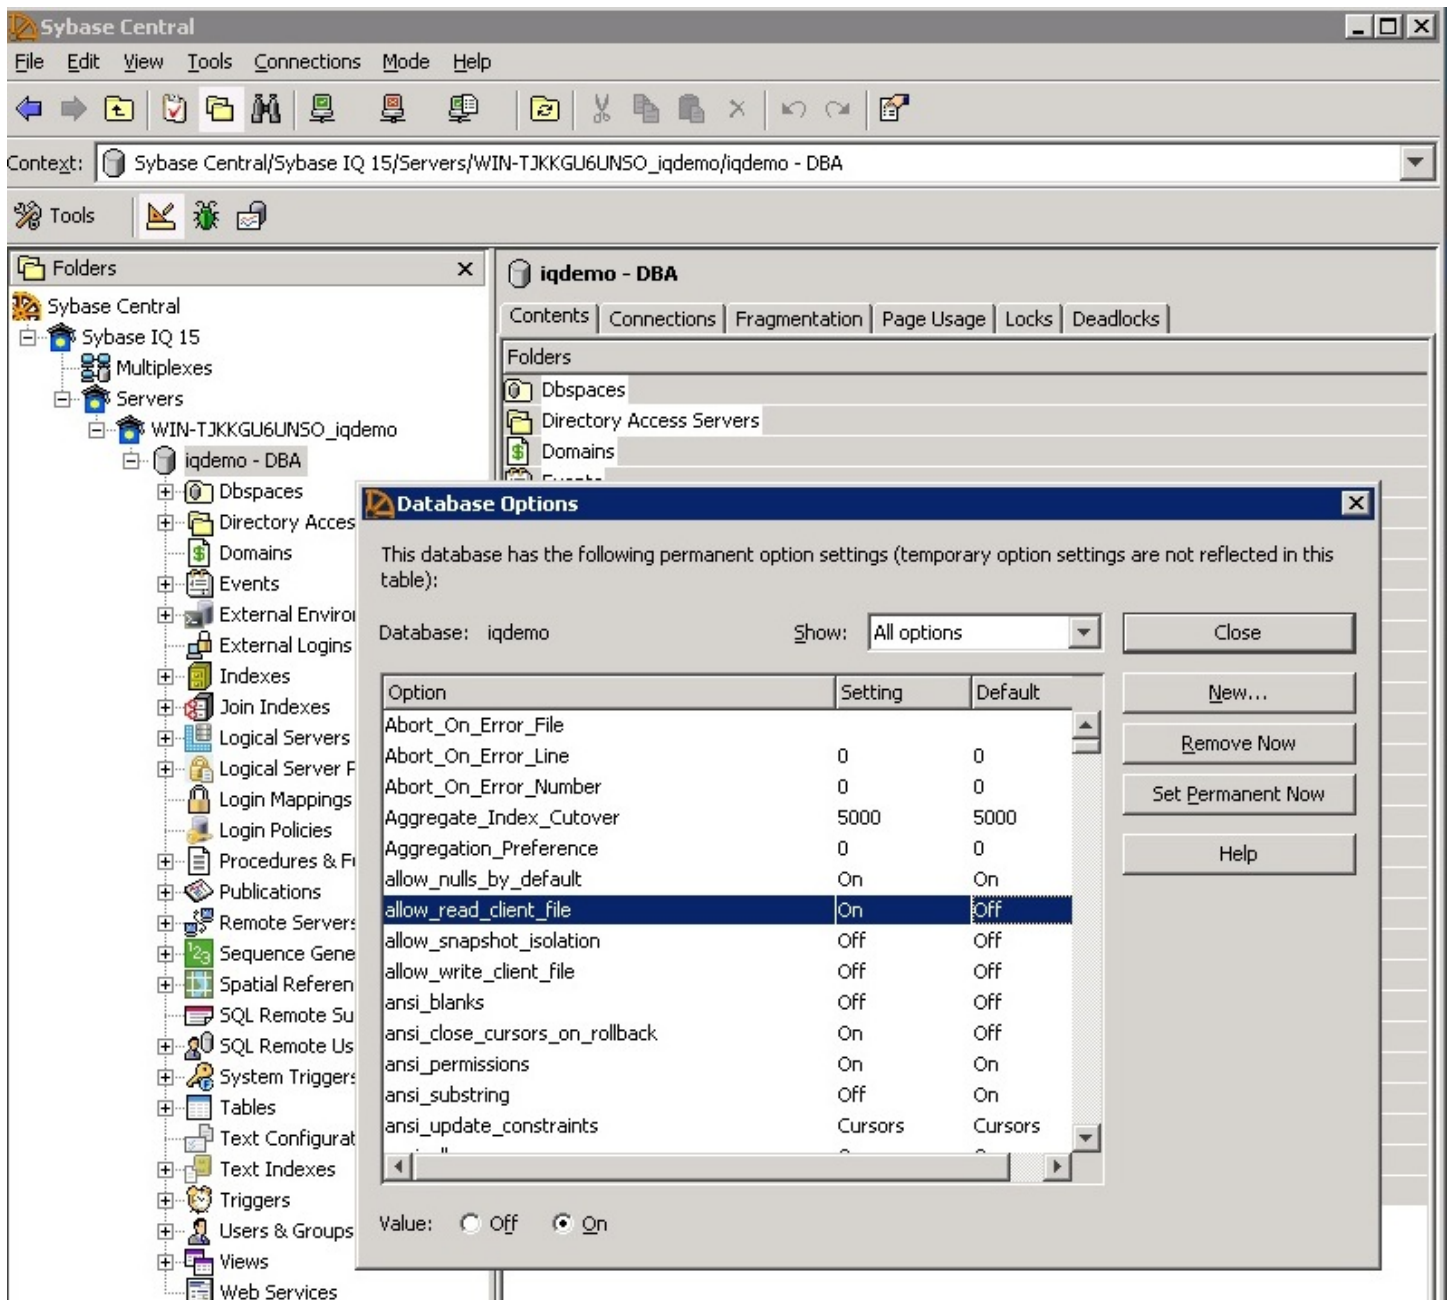 Sybase Central
File Edit View Tools Connections Mode Help
Context: Sybase Central/Sybase IQ 15/Servers/WIN-TJKKGU6UNSO_iqdemo/iqdemo - DBA
Tools
Folders
Sybase Central
Sybase IQ 15
Multiplexes
Servers
WIN-TJKKGU6UNSO_iqdemo
iqdemo - DBA
Dbspaces
Directory Acces
Domains
Events
External Enviro
External Logins
Indexes
Join Indexes
Logical Servers
Logical Server P
Login Mappings
Login Policies
Procedures & F
Publications
Remote Servers
Sequence Gene
Spatial Referen
SQL Remote Su
SQL Remote Us
System Triggers
Tables
Text Configurat
Text Indexes
Triggers
Users & Groups
Views
Web Services
iqdemo - DBA
Contents Connections Fragmentation Page Usage Locks Deadlocks
Folders
Dbspaces
Directory Access Servers
Domains
Events
Database Options
This database has the following permanent option settings (temporary option settings are not reflected in this
table):
Database: iqdemo Show: All options Close
Option Setting Default New...
Abort_On_Error_File
Abort_On_Error_Line 0 0 Remove Now
Abort_On_Error_Number 0 0 Set Permanent Now
Aggregate_Index_Cutover 5000 5000
Aggregation_Preference 0 0 Help
allow_nulls_by_default On On
allow_read_client_file On Off
allow_snapshot_isolation Off Off
allow_write_client_file Off Off
ansi_blanks Off Off
ansi_close_cursors_on_rollback On Off
ansi_permissions On On
ansi_substring Off On
ansi_update_constraints Cursors Cursors
Value: Off On